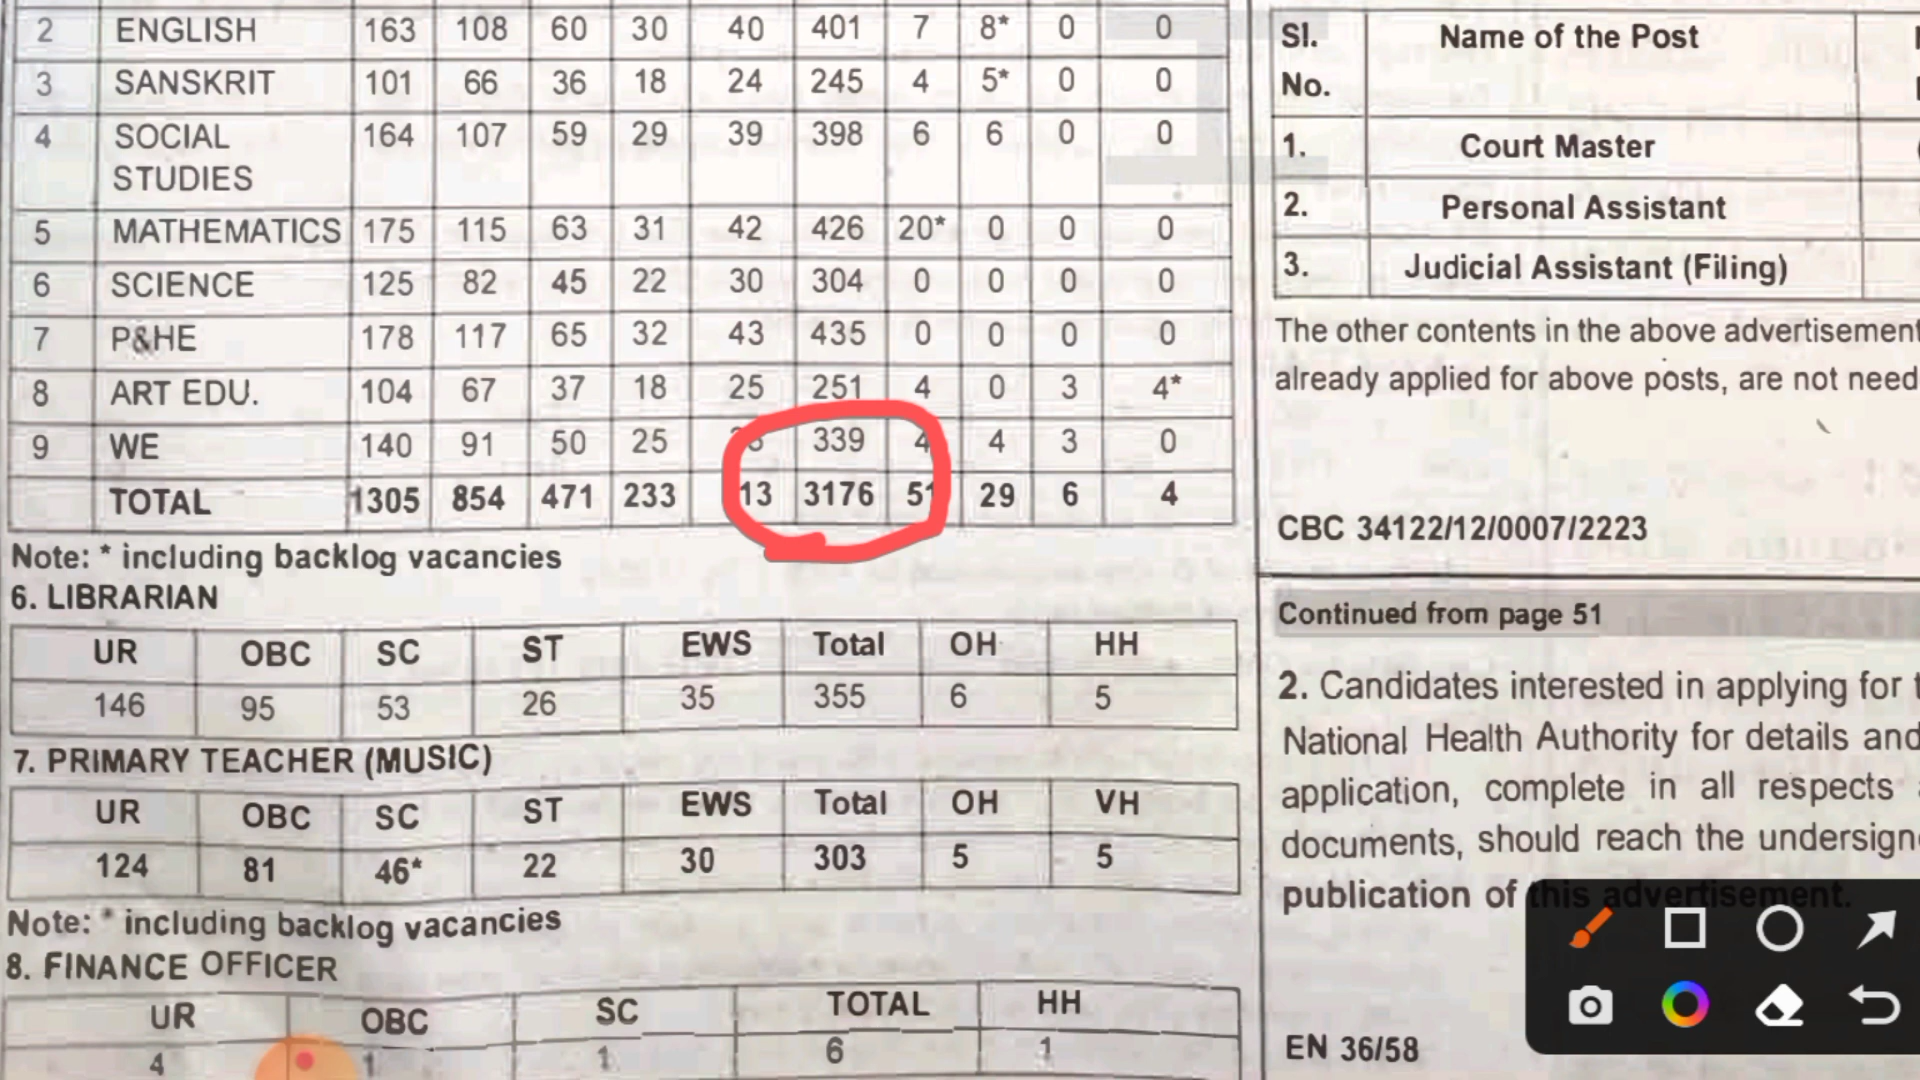 2 ENGLISH 163 108 60 30 40 401 7 8* 0 0
3 SANSKRIT 101 66 36 18 24 245 4 5* 0 0
4 SOCIAL STUDIES 164 107 59 29 39 398 6 6 0 0
5 MATHEMATICS 175 115 63 31 42 426 20* 0 0 0
6 SCIENCE 125 82 45 22 30 304 0 0 0 0
7 P&HE 178 117 65 32 43 435 0 0 0 0
8 ART EDU. 104 67 37 18 25 251 4 0 3 4*
9 WE 140 91 50 25 339 4 4 3 0
TOTAL 1305 854 471 233 13 3176 51 29 6 4
Note: * including backlog vacancies
6. LIBRARIAN
UR OBC SC ST EWS Total OH HH
146 95 53 26 35 355 6 5
7. PRIMARY TEACHER (MUSIC)
UR OBC SC ST EWS Total OH VH
124 81 46* 22 30 303 5 5
Note: * including backlog vacancies
8. FINANCE OFFICER
UR OBC SC TOTAL HH
4 1 1 6 1
Sl. No. Name of the Post
1. Court Master
2. Personal Assistant
3. Judicial Assistant (Filing)
The other contents in the above advertisement
already applied for above posts, are not need
CBC 34122/12/0007/2223
Continued from page 51
2. Candidates interested in applying for
National Health Authority for details and
application, complete in all respects
documents, should reach the undersign
publication of this advertisement.
EN 36/58